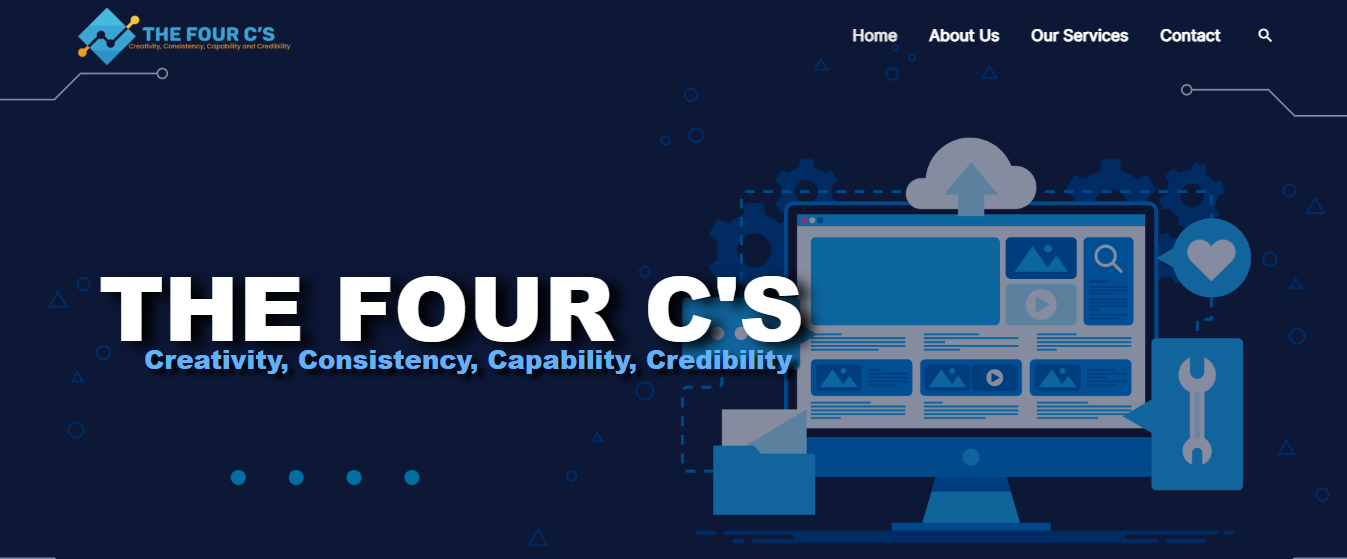 THE FOUR C'S
Creativity, Consistency, Capability and Credibility
Home About Us Our Services Contact
THE FOUR C'S
Creativity, Consistency, Capability, Credibility